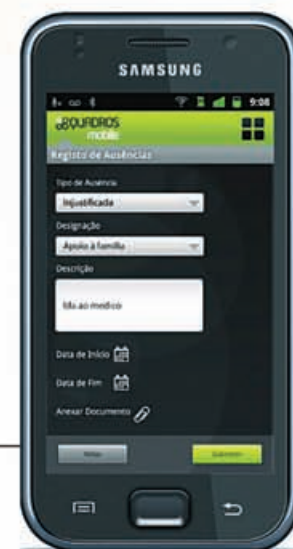 SAMSUNG
9:08
QUADROS
mobile
Registo de Ausências
Tipo de Ausência
Injustificada
Designação
Apoio à família
Descrição
Ida ao medico
Data de Início
Data de Fim
Anexar Documento
Submeter